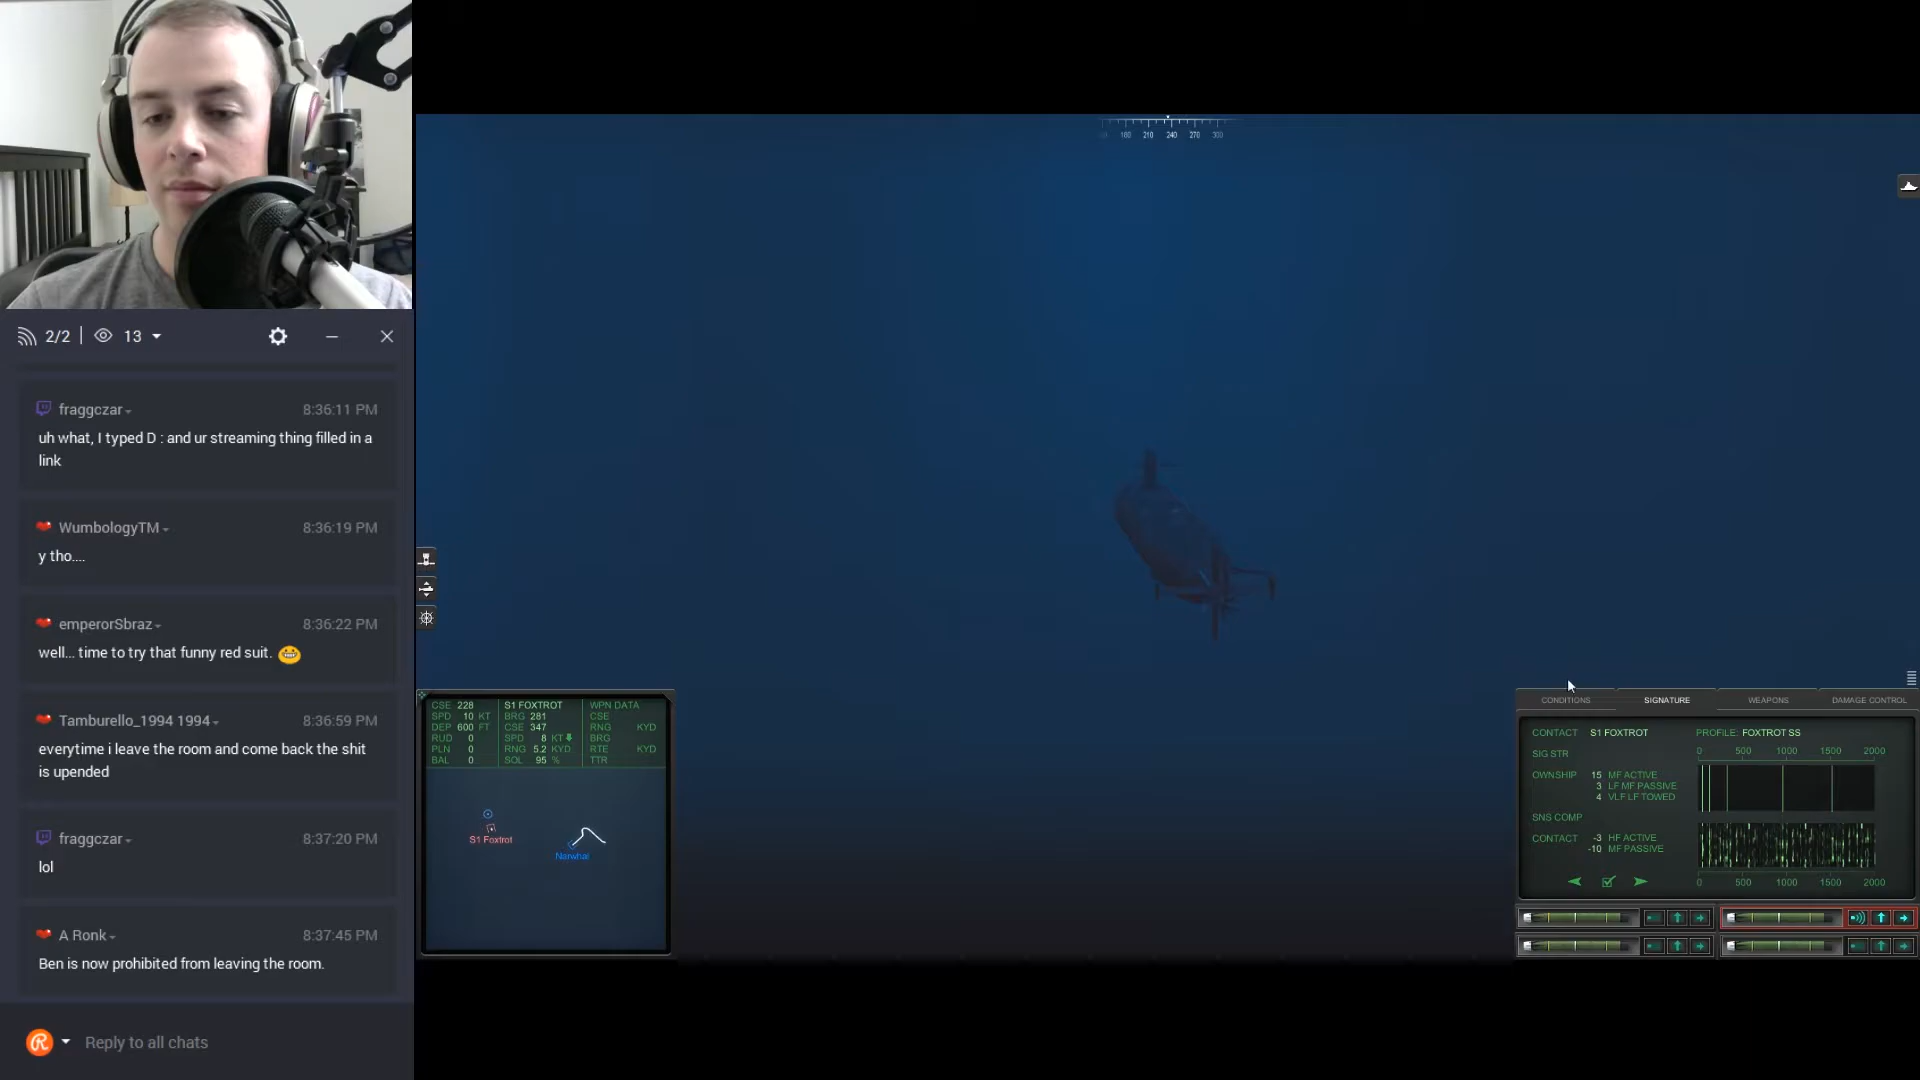 2/2 | 13
fraggczar 8:36:11 PM
uh what, I typed D : and ur streaming thing filled in a
link
WumbologyTM 8:36:19 PM
y tho....
emperorSbraz 8:36:22 PM
well... time to try that funny red suit.
Tamburello_1994 1994 8:36:59 PM
everytime i leave the room and come back the shit
is upended
fraggczar 8:37:20 PM
lol
A Ronk 8:37:45 PM
Ben is now prohibited from leaving the room.
Reply to all chats
180 210 240 270 300
CSE 228 S1 FOXTROT WPN DATA
SPD 10 KT BRG 281 CSE
DEP 600 FT CSE 347 RNG KYD
RUD 0 SPD 8 KT BRG
PLN 0 RNG 5.2 KYD RTE KYD
BAL 0 SOL 95 % TTR
S1 Foxtrot
Narwhal
CONDITIONS SIGNATURE WEAPONS DAMAGE CONTROL
CONTACT S1 FOXTROT PROFILE: FOXTROT SS
SIG STR 0 500 1000 1500 2000
OWNSHIP 15 MF ACTIVE
3 LF MF PASSIVE
4 VLF LF TOWED
SNS COMP
CONTACT -3 HF ACTIVE
-10 MF PASSIVE
0 500 1000 1500 2000